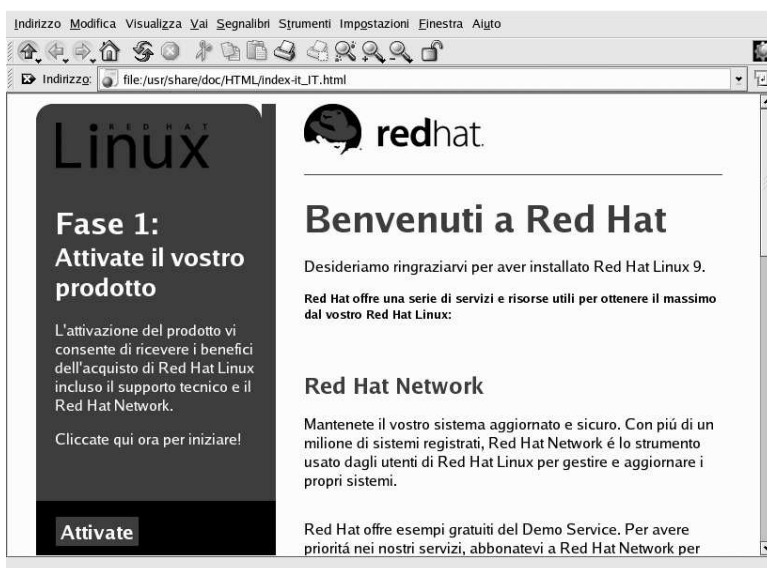 Indirizzo Modifica Visualizza Vai Segnalibri Strumenti Impostazioni Finestra Aiuto
Indirizzo: file:/usr/share/doc/HTML/index-it_IT.html
RED HAT
Linux
Fase 1:
Attivate il vostro
prodotto
L'attivazione del prodotto vi
consente di ricevere i benefici
dell'acquisto di Red Hat Linux
incluso il supporto tecnico e il
Red Hat Network.
Cliccate qui ora per iniziare!
Attivate
redhat.
Benvenuti a Red Hat
Desideriamo ringraziarvi per aver installato Red Hat Linux 9.
Red Hat offre una serie di servizi e risorse utili per ottenere il massimo
dal vostro Red Hat Linux:
Red Hat Network
Mantenete il vostro sistema aggiornato e sicuro. Con piú di un
milione di sistemi registrati, Red Hat Network é lo strumento
usato dagli utenti di Red Hat Linux per gestire e aggiornare i
propri sistemi.
Red Hat offre esempi gratuiti del Demo Service. Per avere
prioritá nei nostri servizi, abbonatevi a Red Hat Network per